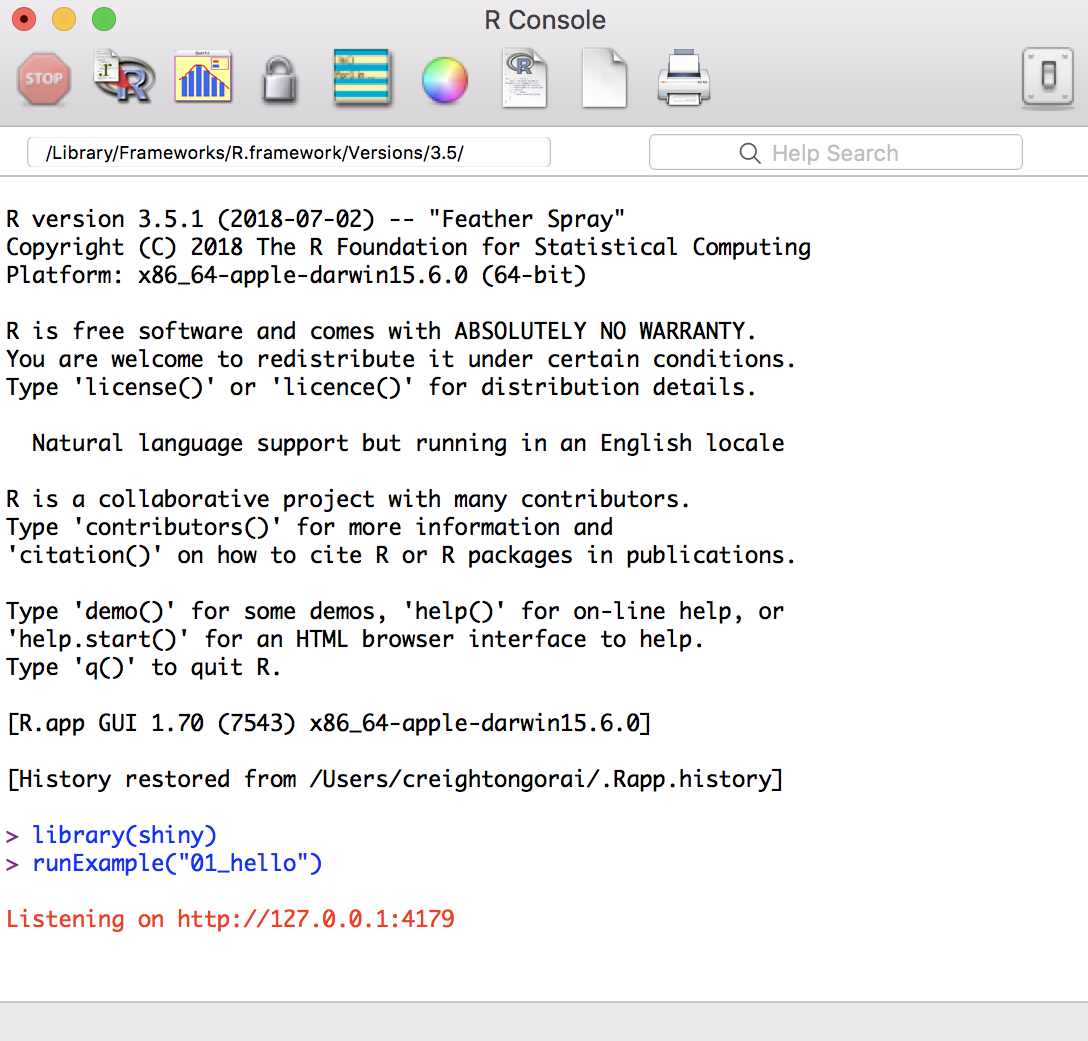 R Console
STOP
/Library/Frameworks/R.framework/Versions/3.5/
Help Search
R version 3.5.1 (2018-07-02) -- "Feather Spray"
Copyright (C) 2018 The R Foundation for Statistical Computing
Platform: x86_64-apple-darwin15.6.0 (64-bit)
R is free software and comes with ABSOLUTELY NO WARRANTY.
You are welcome to redistribute it under certain conditions.
Type 'license()' or 'licence()' for distribution details.
Natural language support but running in an English locale
R is a collaborative project with many contributors.
Type 'contributors()' for more information and
'citation()' on how to cite R or R packages in publications.
Type 'demo()' for some demos, 'help()' for on-line help, or
'help.start()' for an HTML browser interface to help.
Type 'q()' to quit R.
[R.app GUI 1.70 (7543) x86_64-apple-darwin15.6.0]
[History restored from /Users/creightongorai/.Rapp.history]
> library(shiny)
> runExample("01_hello")
Listening on http://127.0.0.1:4179